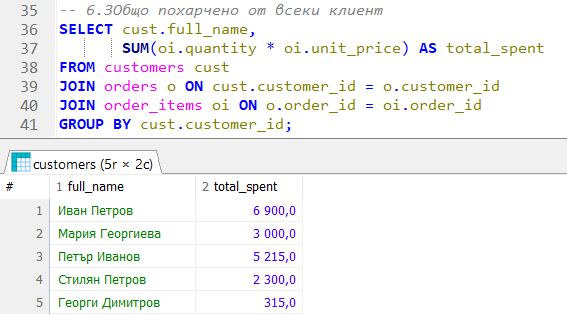 35 -- 6.3Общо похарчено от всеки клиент
36 SELECT cust.full_name,
37 SUM(oi.quantity * oi.unit_price) AS total_spent
38 FROM customers cust
39 JOIN orders o ON cust.customer_id = o.customer_id
40 JOIN order_items oi ON o.order_id = oi.order_id
41 GROUP BY cust.customer_id;
customers (5r × 2c)
# 1 full_name 2 total_spent
1 Иван Петров 6 900,0
2 Мария Георгиева 3 000,0
3 Петър Иванов 5 215,0
4 Стилян Петров 2 300,0
5 Георги Димитров 315,0